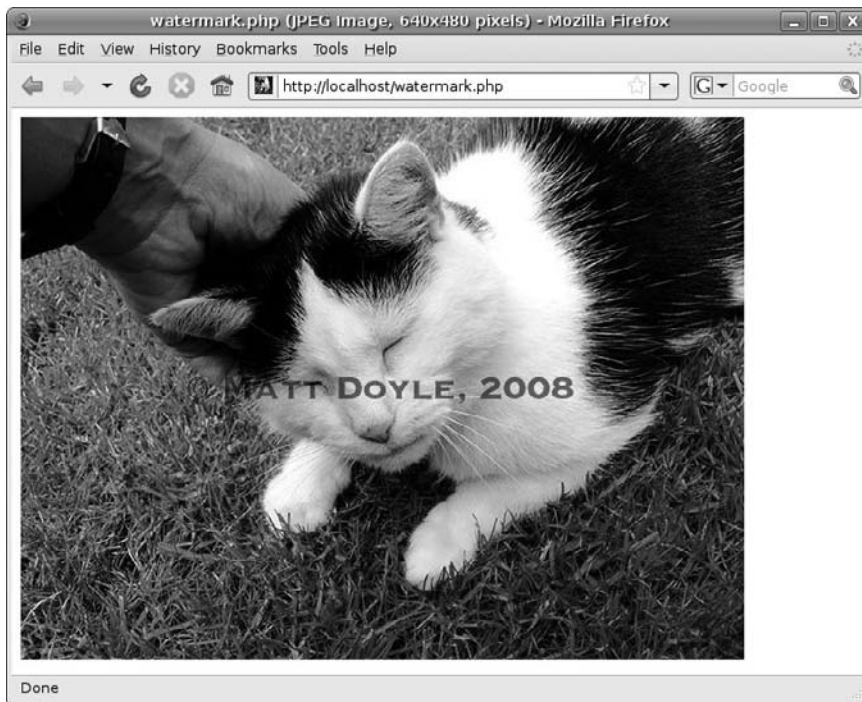 watermark.php (JPEG Image, 640x480 pixels) - Mozilla Firefox
File Edit View History Bookmarks Tools Help
http://localhost/watermark.php
G
Google
© MATT DOYLE, 2008
Done